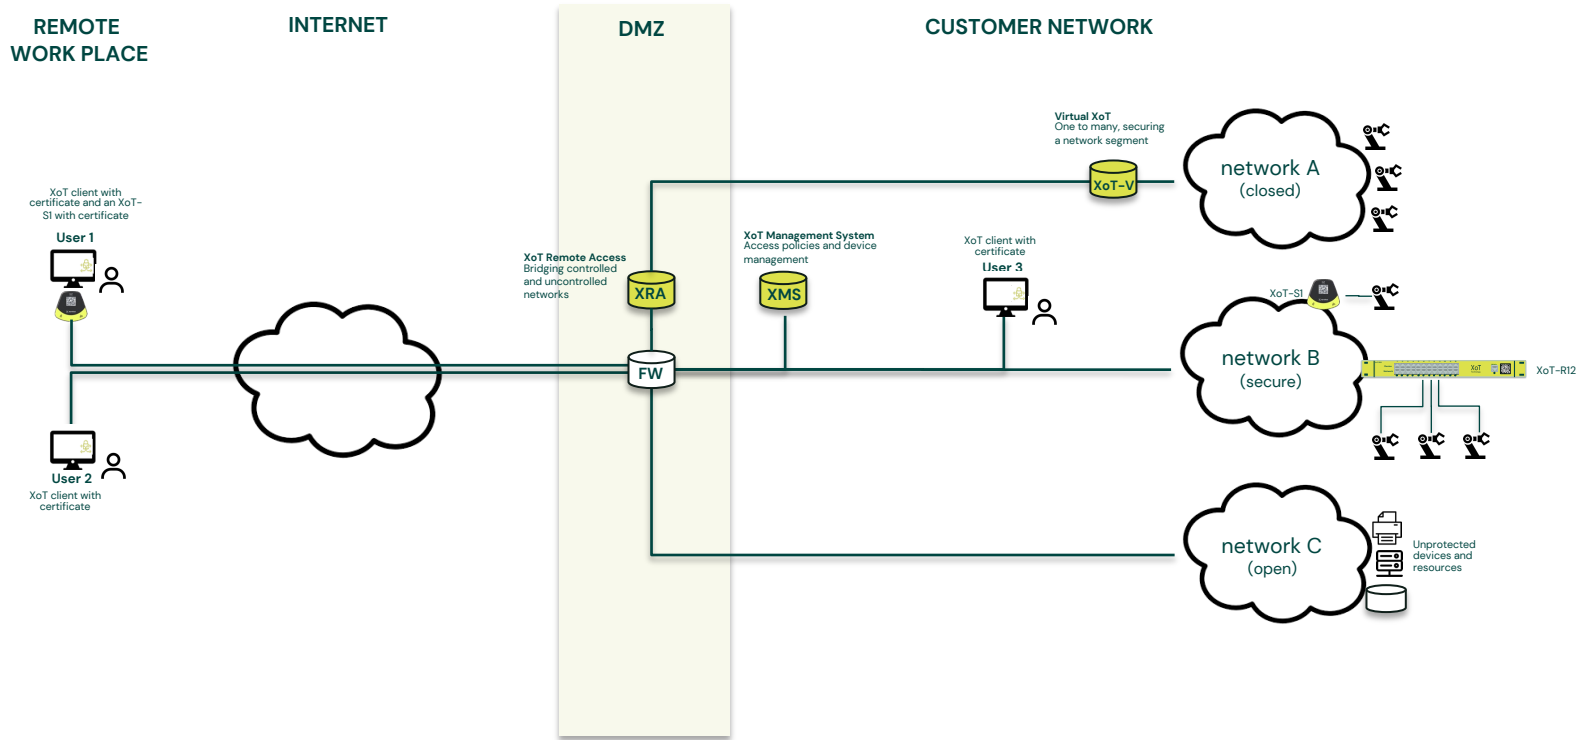 REMOTE
WORK PLACE
INTERNET
DMZ
CUSTOMER NETWORK
XoT client with
certificate and an XoT-
S1 with certificate
User 1
User 2
XoT client with
certificate
XoT Remote Access
Bridging controlled
and uncontrolled
networks
XRA
FW
XoT Management System
Access policies and device
management
XMS
XoT client with
certificate
User 3
Virtual XoT
One to many, securing
a network segment
XoT-V
network A
(closed)
XoT-S1
network B
(secure)
XoT
XoT-R12
network C
(open)
Unprotected
devices and
resources